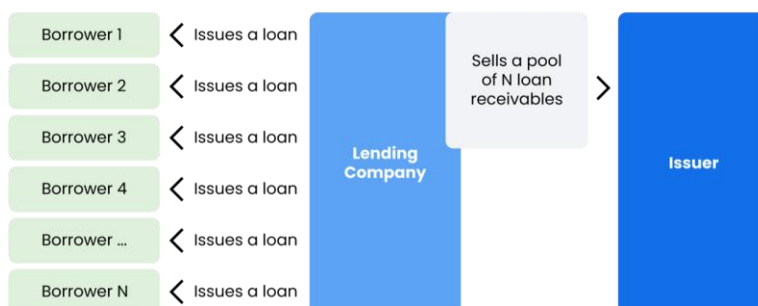 Borrower 1
Issues a loan
Borrower 2
Issues a loan
Borrower 3
Issues a loan
Borrower 4
Issues a loan
Borrower ...
Issues a loan
Borrower N
Issues a loan
Lending
Company
Sells a pool
of N loan
receivables
Issuer